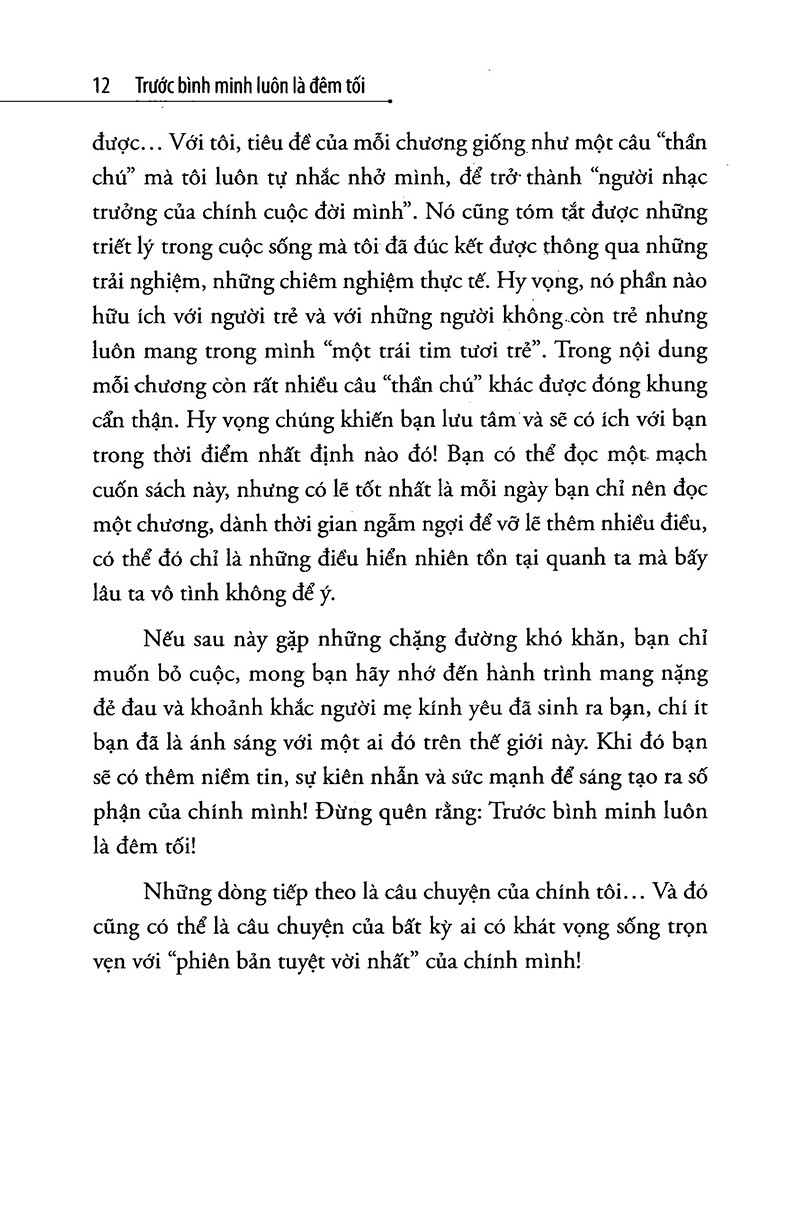 12 Trước bình minh luôn là đêm tối
được... Với tôi, tiêu đề của mỗi chương giống như một câu “thần
chú” mà tôi luôn tự nhắc nhở mình, để trở thành “người nhạc
trưởng của chính cuộc đời mình”. Nó cũng tóm tắt được những
triết lý trong cuộc sống mà tôi đã đúc kết được thông qua những
trải nghiệm, những chiêm nghiệm thực tế. Hy vọng, nó phần nào
hữu ích với người trẻ và với những người không còn trẻ nhưng
luôn mang trong mình “một trái tim tươi trẻ”. Trong nội dung
mỗi chương còn rất nhiều câu “thần chú” khác được đóng khung
cẩn thận. Hy vọng chúng khiến bạn lưu tâm và sẽ có ích với bạn
trong thời điểm nhất định nào đó! Bạn có thể đọc một mạch
cuốn sách này, nhưng có lẽ tốt nhất là mỗi ngày bạn chỉ nên đọc
một chương, dành thời gian ngẫm ngợi để vỡ lẽ thêm nhiều điều,
có thể đó chỉ là những điều hiển nhiên tồn tại quanh ta mà bấy
lâu ta vô tình không để ý.
Nếu sau này gặp những chặng đường khó khăn, bạn chỉ
muốn bỏ cuộc, mong bạn hãy nhớ đến hành trình mang nặng
đẻ đau và khoảnh khắc người mẹ kính yêu đã sinh ra bạn, chí ít
bạn đã là ánh sáng với một ai đó trên thế giới này. Khi đó bạn
sẽ có thêm niềm tin, sự kiên nhẫn và sức mạnh để sáng tạo ra số
phận của chính mình! Đừng quên rằng: Trước bình minh luôn
là đêm tối!
Những dòng tiếp theo là câu chuyện của chính tôi... Và đó
cũng có thể là câu chuyện của bất kỳ ai có khát vọng sống trọn
vẹn với “phiên bản tuyệt vời nhất” của chính mình!